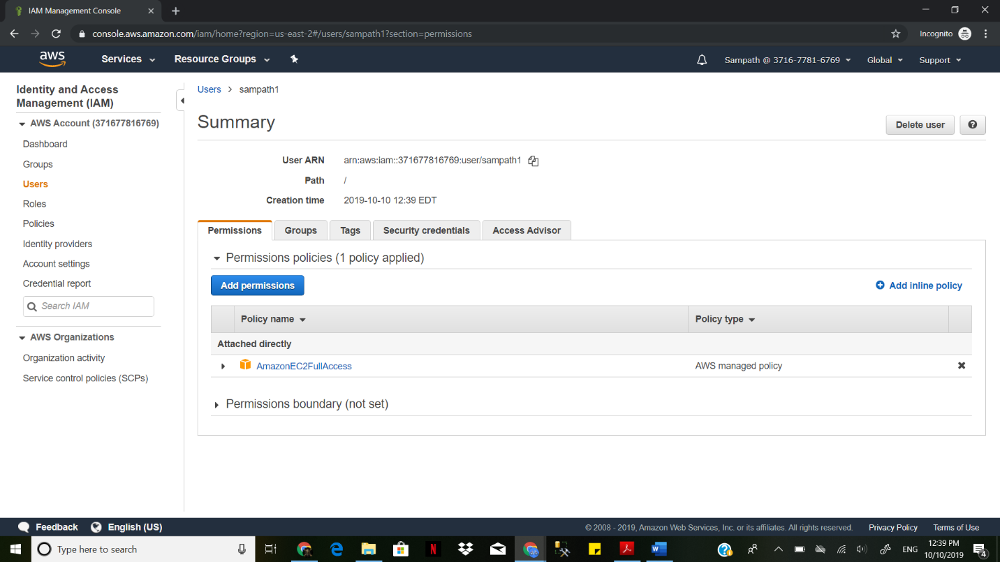 IAM Management Console
console.aws.amazon.com/iam/home?region=us-east-2#/users/sampath1?section=permissions
Incognito
aws
Services
Resource Groups
Sampath @ 3716-7781-6769
Global
Support
Identity and Access
Management (IAM)
AWS Account (371677816769)
Dashboard
Groups
Users
Roles
Policies
Identity providers
Account settings
Credential report
Search IAM
AWS Organizations
Organization activity
Service control policies (SCPs)
Users > sampath1
Summary
Delete user
User ARN arn:aws:iam::371677816769:user/sampath1
Path /
Creation time 2019-10-10 12:39 EDT
Permissions
Groups
Tags
Security credentials
Access Advisor
Permissions policies (1 policy applied)
Add permissions
Add inline policy
Policy name
Policy type
Attached directly
AmazonEC2FullAccess
AWS managed policy
Permissions boundary (not set)
Feedback
English (US)
© 2008 - 2019, Amazon Web Services, Inc. or its affiliates. All rights reserved.
Privacy Policy
Terms of Use
Type here to search
ENG
12:39 PM
10/10/2019
4